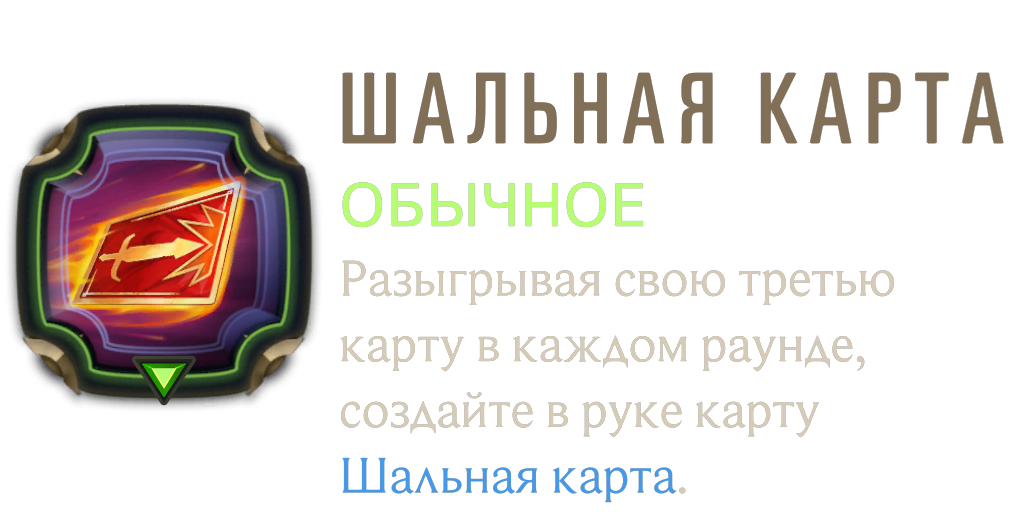 ШАЛЬНАЯ КАРТА
ОБЫЧНОЕ
Разыгрывая свою третью
карту в каждом раунде,
создайте в руке карту
Шальная карта.